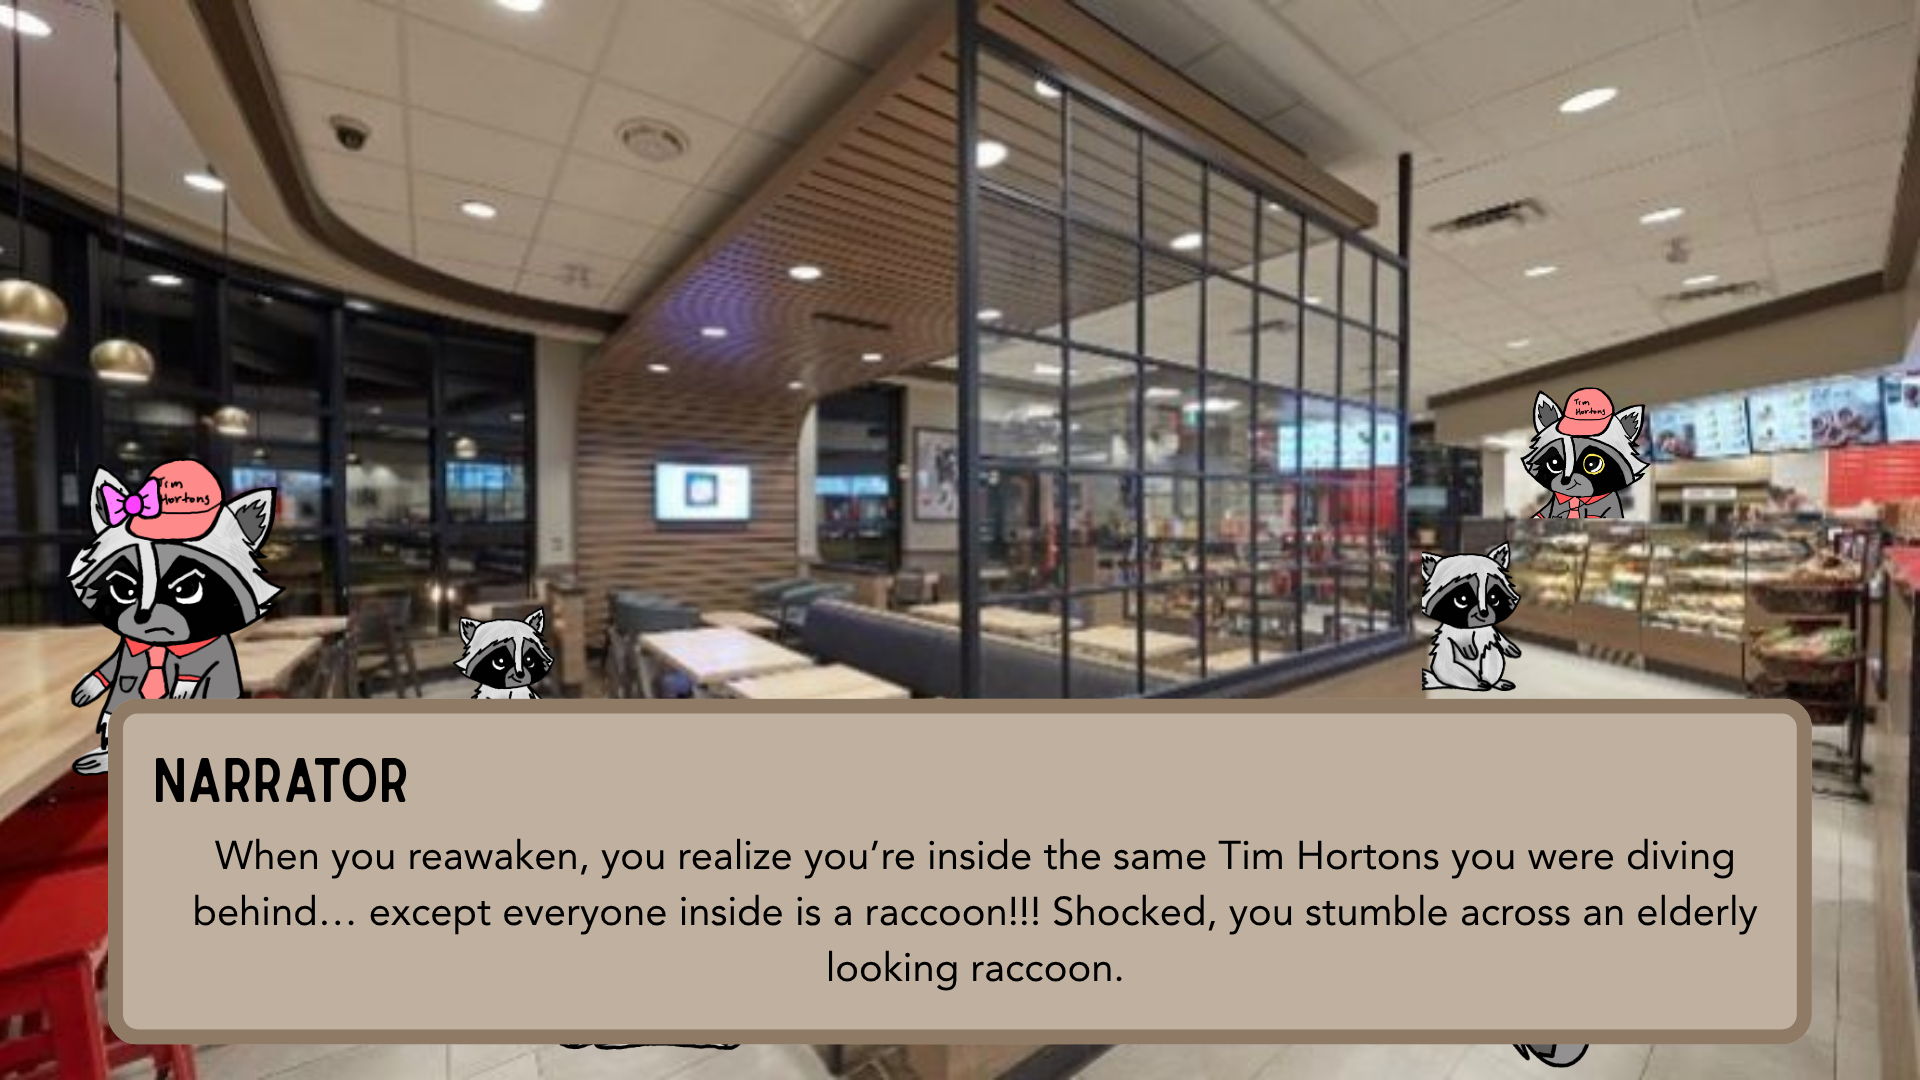 Tim
Hortons
Tim
Hortons
NARRATOR
When you reawaken, you realize you’re inside the same Tim Hortons you were diving
behind... except everyone inside is a raccoon!!! Shocked, you stumble across an elderly
looking raccoon.